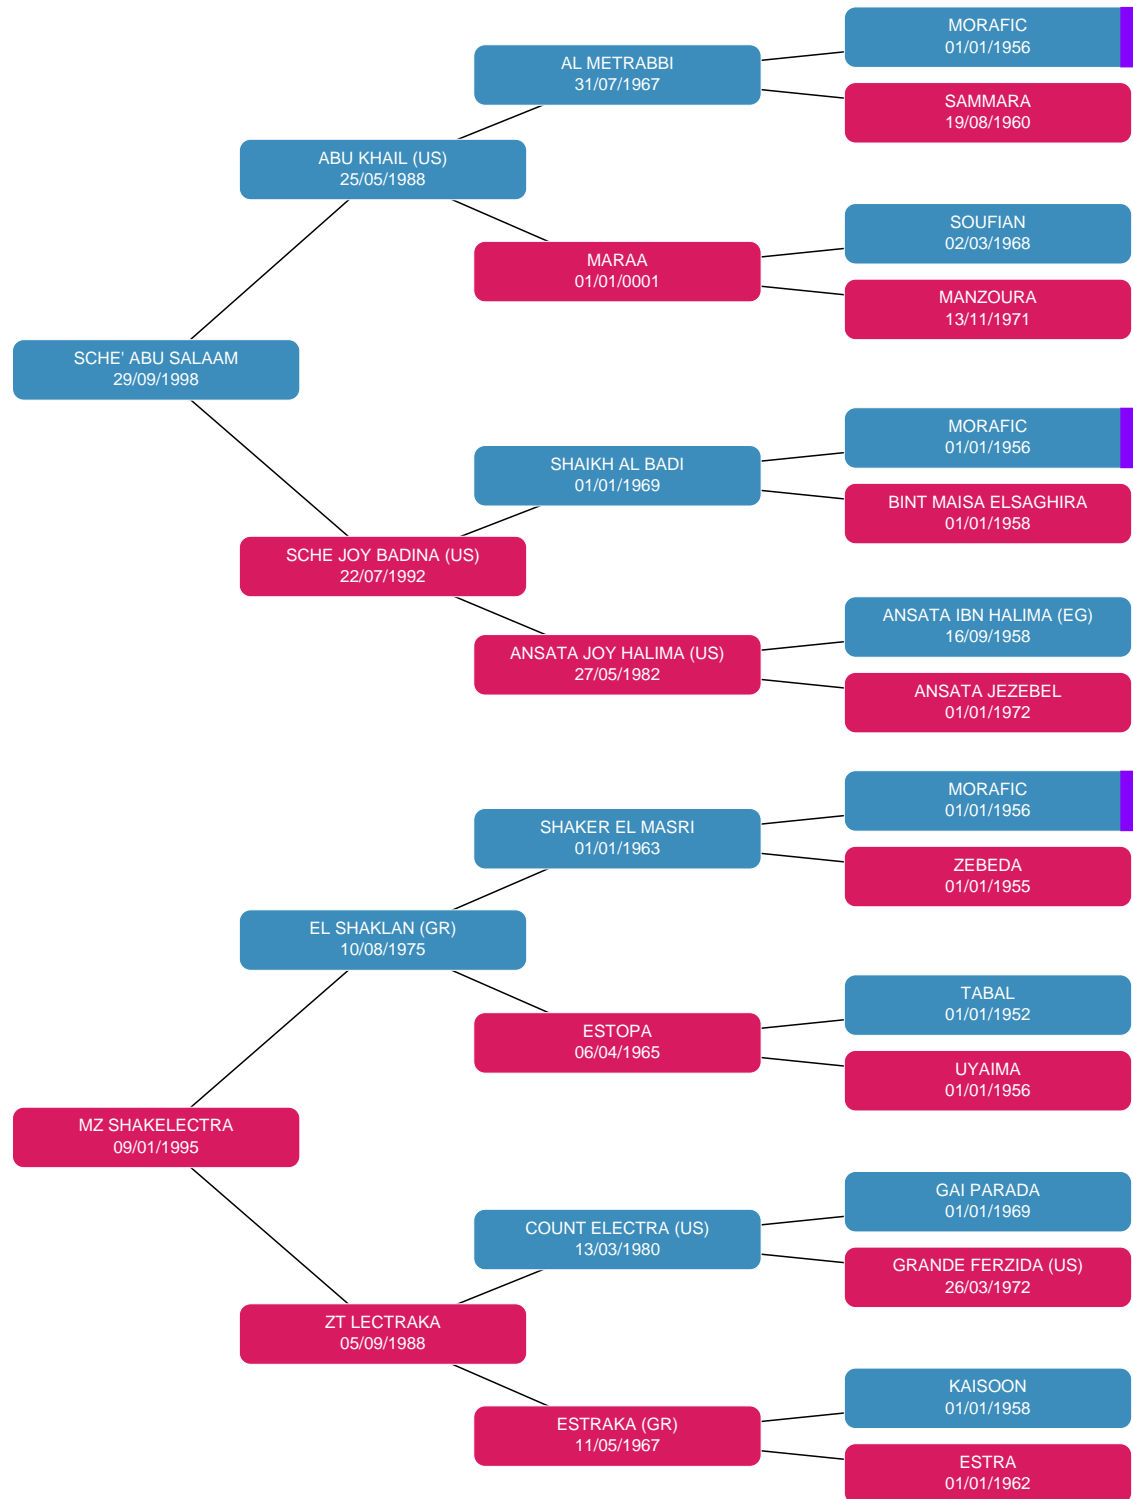 MORAFIC
01/01/1956
AL METRABBI
31/07/1967
SAMMARA
19/08/1960
ABU KHAIL (US)
25/05/1988
SOUFIAN
02/03/1968
MARAA
01/01/0001
MANZOURA
13/11/1971
SCHE' ABU SALAAM
29/09/1998
MORAFIC
01/01/1956
SHAIKH AL BADI
01/01/1969
BINT MAISA ELSAGHIRA
01/01/1958
SCHE JOY BADINA (US)
22/07/1992
ANSATA IBN HALIMA (EG)
16/09/1958
ANSATA JOY HALIMA (US)
27/05/1982
ANSATA JEZEBEL
01/01/1972
MORAFIC
01/01/1956
SHAKER EL MASRI
01/01/1963
ZEBEDA
01/01/1955
EL SHAKLAN (GR)
10/08/1975
TABAL
01/01/1952
ESTOPA
06/04/1965
UYAIMA
01/01/1956
MZ SHAKELECTRA
09/01/1995
GAI PARADA
01/01/1969
COUNT ELECTRA (US)
13/03/1980
GRANDE FERZIDA (US)
26/03/1972
ZT LECTRAKA
05/09/1988
KAISOON
01/01/1958
ESTRAKA (GR)
11/05/1967
ESTRA
01/01/1962